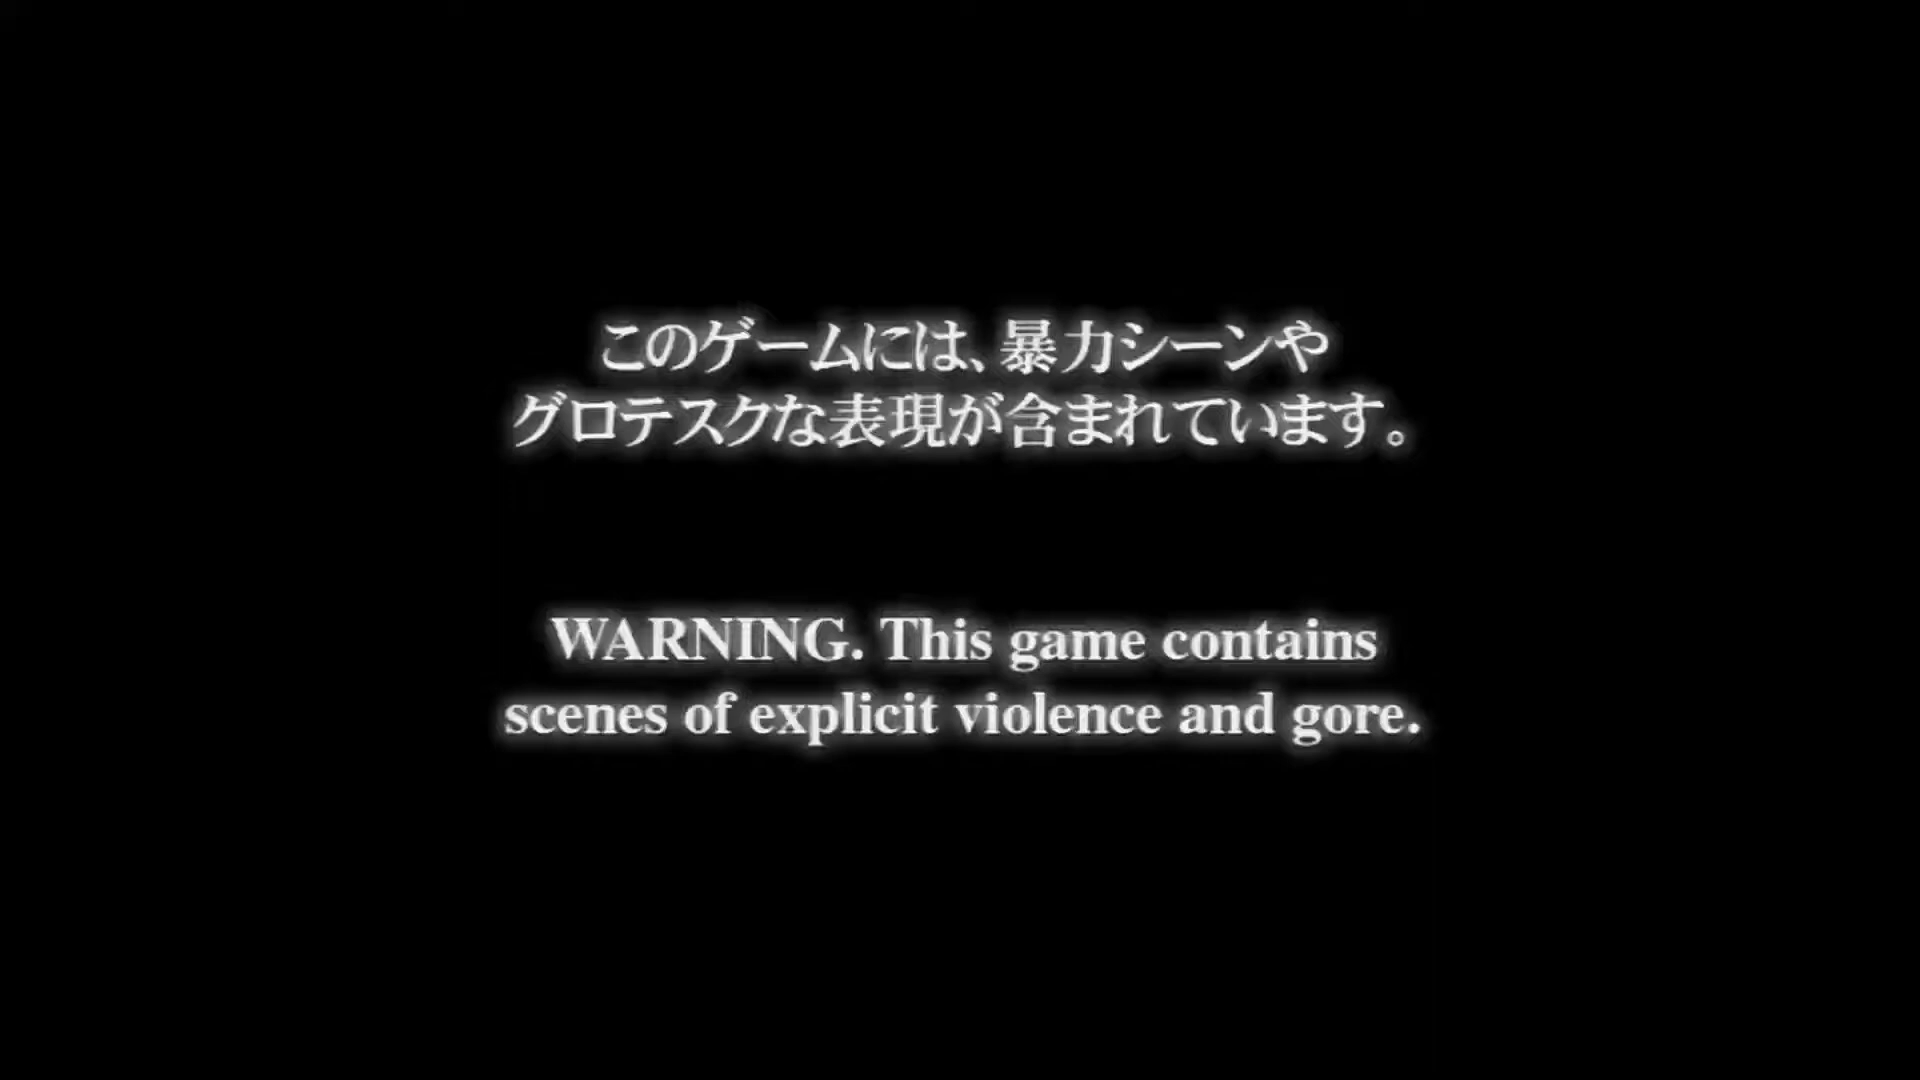 このゲームには、暴力シーンや
グロテスクな表現が含まれています。
WARNING. This game contains
scenes of explicit violence and gore.